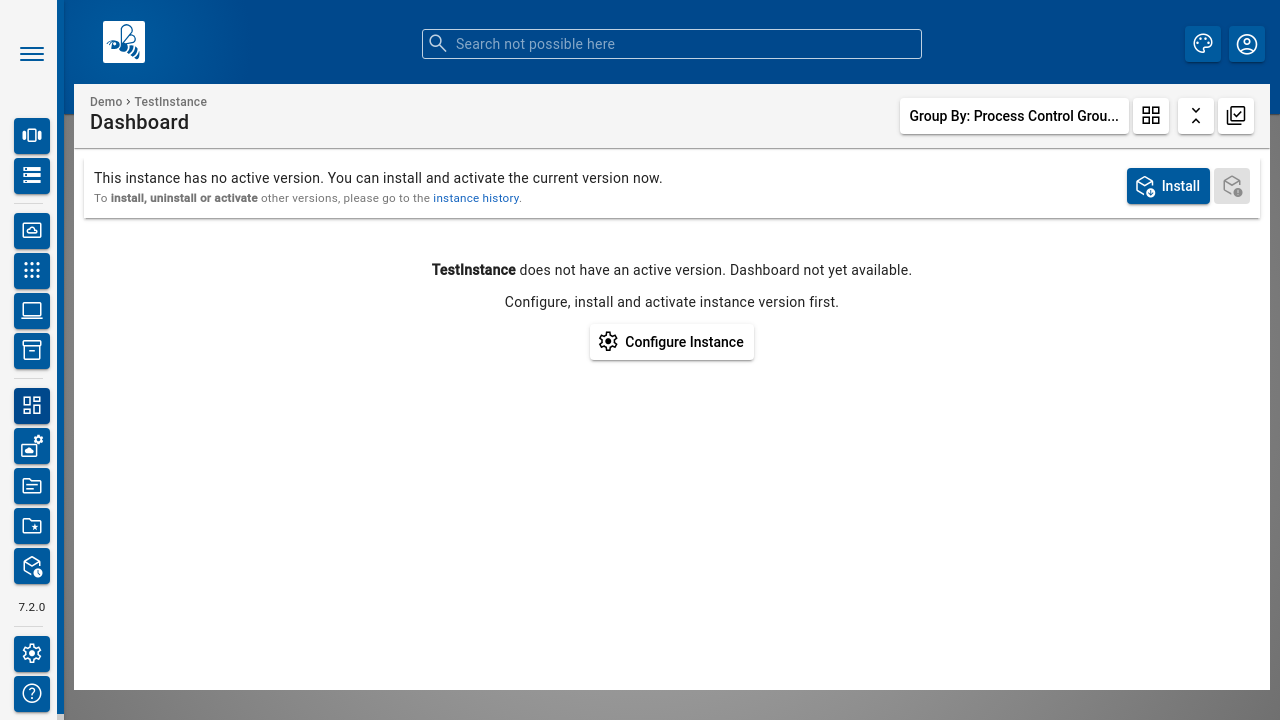 Search not possible here
Demo › TestInstance
Dashboard
Group By: Process Control Grou...
This instance has no active version. You can install and activate the current version now.
To install, uninstall or activate other versions, please go to the instance history.
Install
TestInstance does not have an active version. Dashboard not yet available.
Configure, install and activate instance version first.
Configure Instance
7.2.0